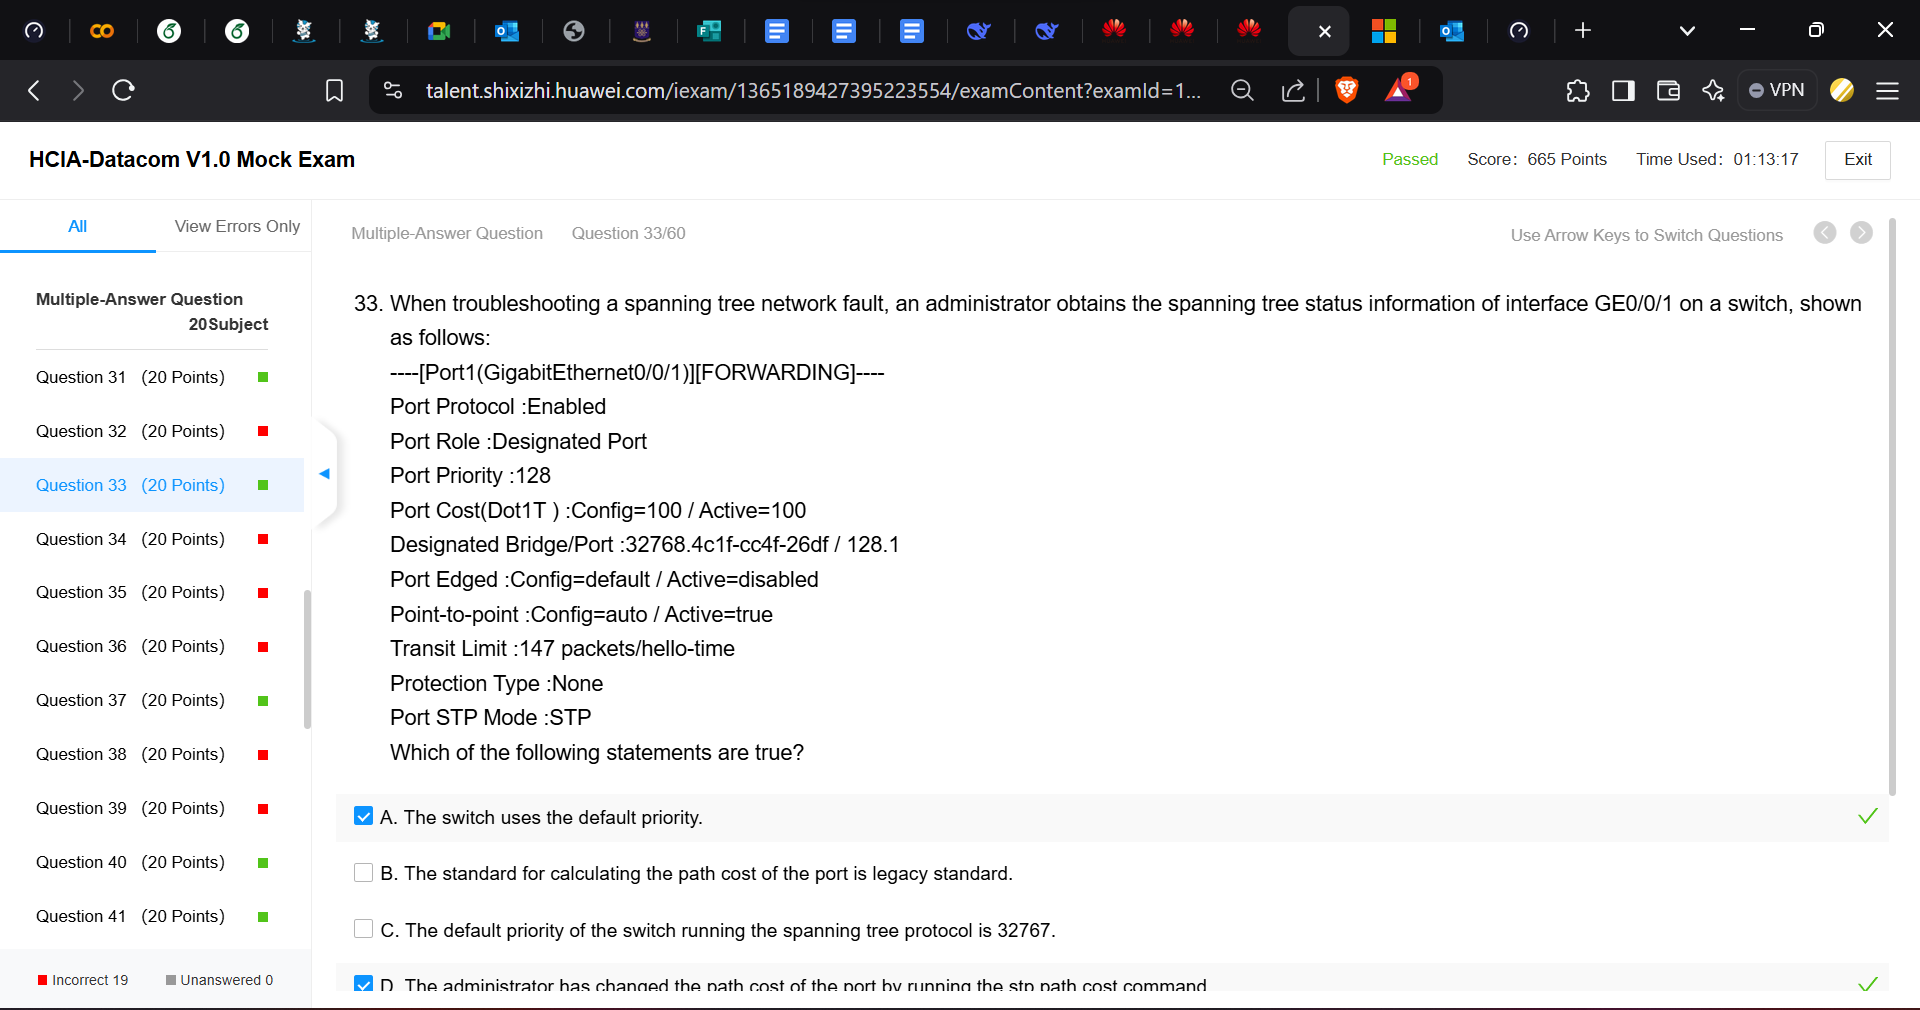 talent.shixizhi.huawei.com/iexam/1365189427395223554/examContent?examId=1...
1
VPN
HCIA-Datacom V1.0 Mock Exam
Passed
Score: 665 Points
Time Used: 01:13:17
Exit
All
View Errors Only
Multiple-Answer Question
20Subject
Question 31 (20 Points)
Question 32 (20 Points)
Question 33 (20 Points)
Question 34 (20 Points)
Question 35 (20 Points)
Question 36 (20 Points)
Question 37 (20 Points)
Question 38 (20 Points)
Question 39 (20 Points)
Question 40 (20 Points)
Question 41 (20 Points)
Incorrect 19
Unanswered 0
Multiple-Answer Question
Question 33/60
Use Arrow Keys to Switch Questions
33. When troubleshooting a spanning tree network fault, an administrator obtains the spanning tree status information of interface GE0/0/1 on a switch, shown
as follows:
----[Port1(GigabitEthernet0/0/1)][FORWARDING]----
Port Protocol :Enabled
Port Role :Designated Port
Port Priority :128
Port Cost(Dot1T ) :Config=100 / Active=100
Designated Bridge/Port :32768.4c1f-cc4f-26df / 128.1
Port Edged :Config=default / Active=disabled
Point-to-point :Config=auto / Active=true
Transit Limit :147 packets/hello-time
Protection Type :None
Port STP Mode :STP
Which of the following statements are true?
A. The switch uses the default priority.
B. The standard for calculating the path cost of the port is legacy standard.
C. The default priority of the switch running the spanning tree protocol is 32767.
D. The administrator has changed the path cost of the port by running the stp path cost command